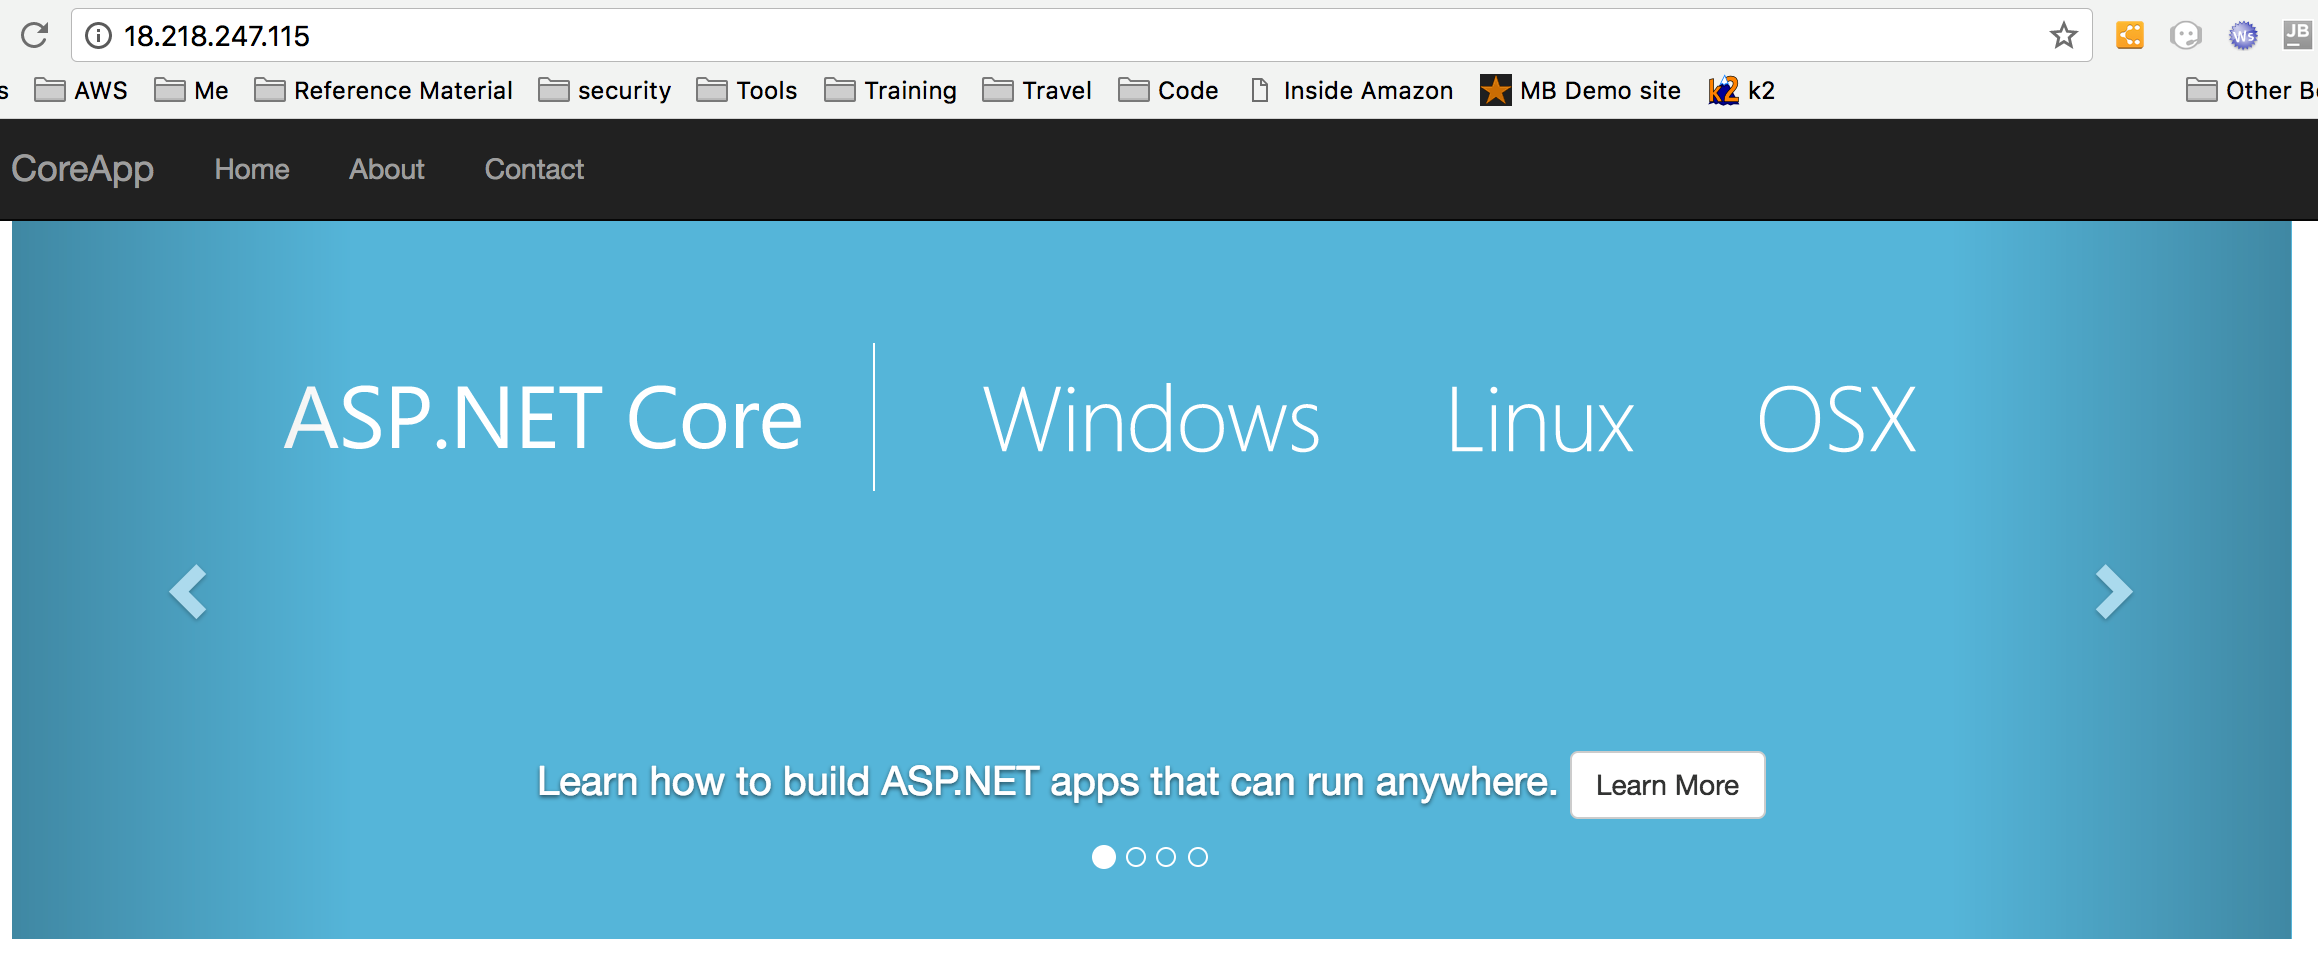 18.218.247.115
JB
s AWS Me Reference Material security Tools Training Travel Code Inside Amazon k2 MB Demo site k2 Other B
CoreApp Home About Contact
ASP.NET Core Windows Linux OSX
Learn how to build ASP.NET apps that can run anywhere. Learn More